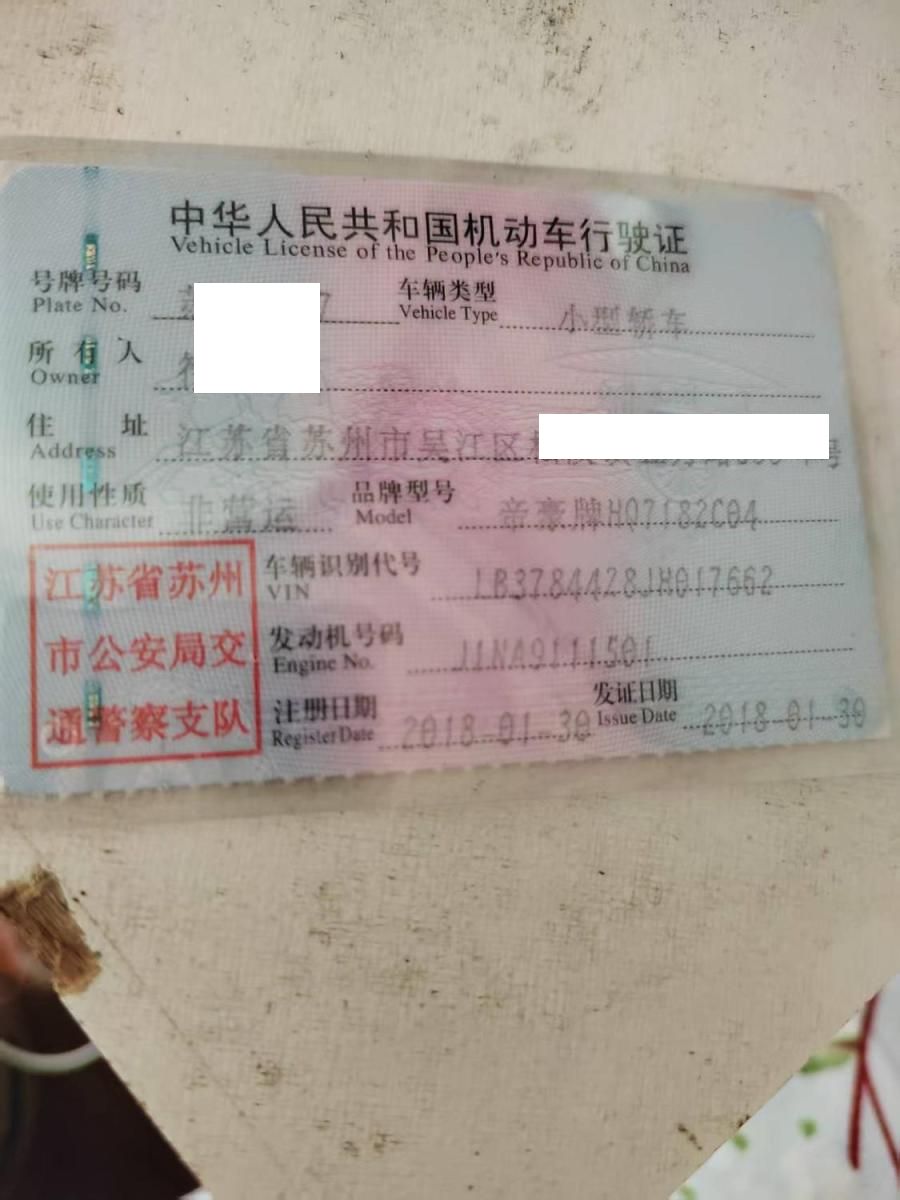 中华人民共和国机动车行驶证
Vehicle License of the People's Republic of China
号牌号码 7 车辆类型 小型轿车
Plate No. Vehicle Type
所有人
Owner
住址 江苏省苏州市吴江区 号
Address
使用性质 非营运 品牌型号 帝豪牌HQ7182C04
Use Character Model
江苏省苏州
市公安局交
通警察支队
车辆识别代号 LB3784428JH017662
VIN
发动机号码 J1NA9111501
Engine No.
注册日期 2018-01-30 发证日期 2018-01-30
Register Date Issue Date